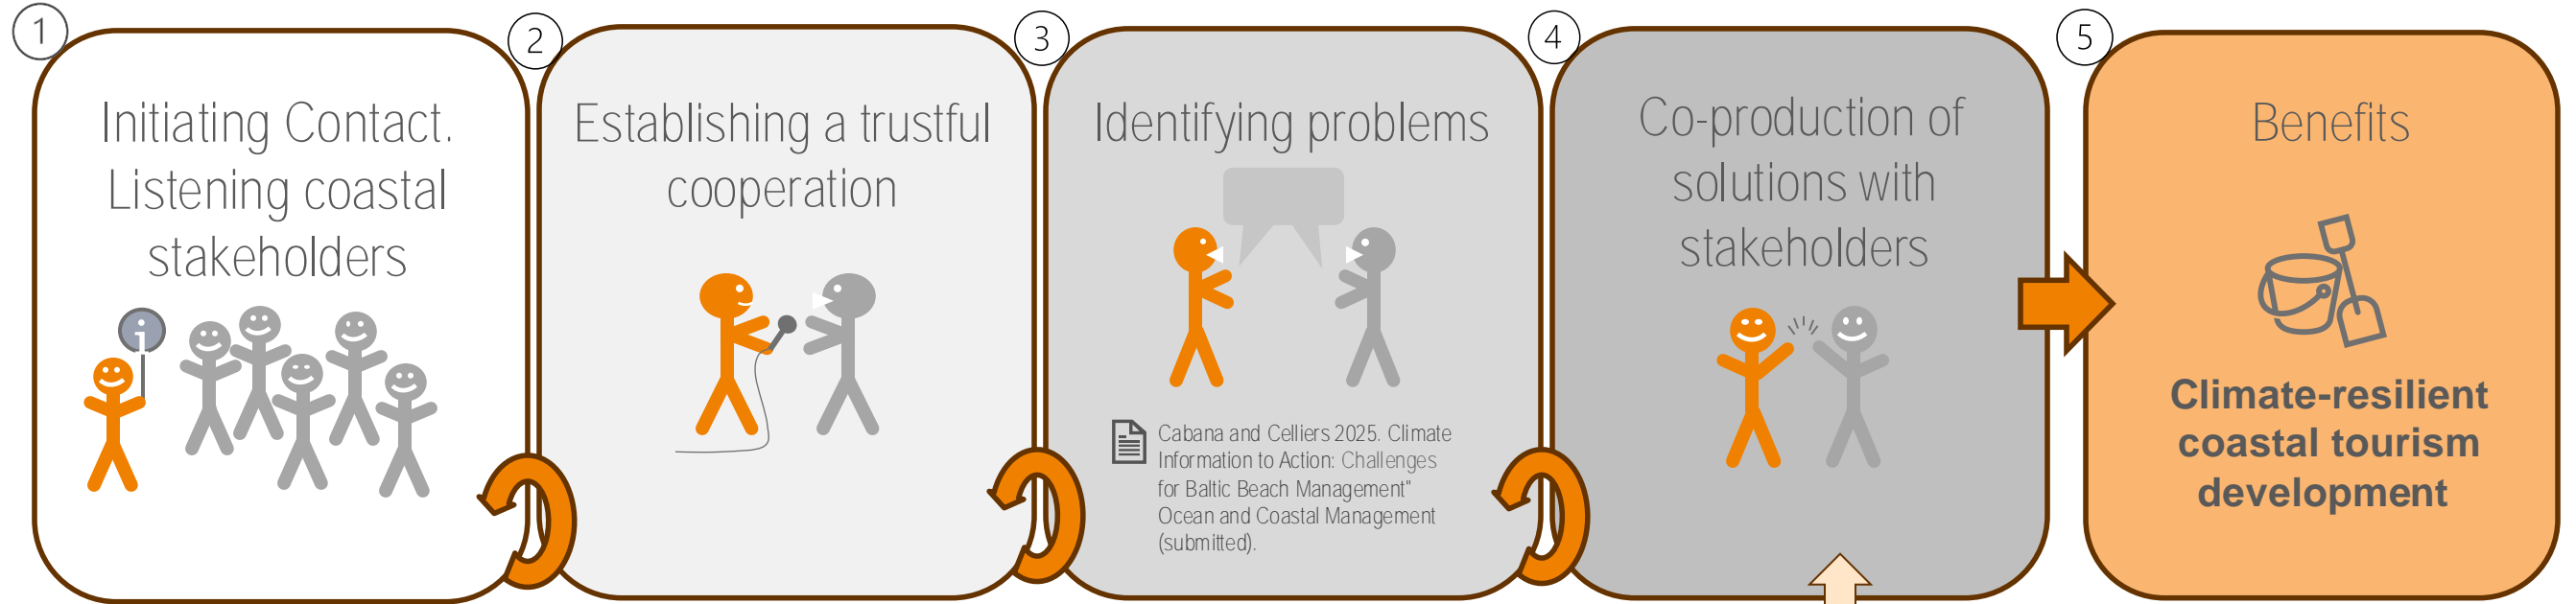 1
Initiating Contact.
Listening coastal
stakeholders
i
2
Establishing a trustful
cooperation
3
Identifying problems
Cabana and Celliers 2025. Climate
Information to Action: Challenges
for Baltic Beach Management"
Ocean and Coastal Management
(submitted).
4
Co-production of
solutions with
stakeholders
5
Benefits
Climate-resilient
coastal tourism
development